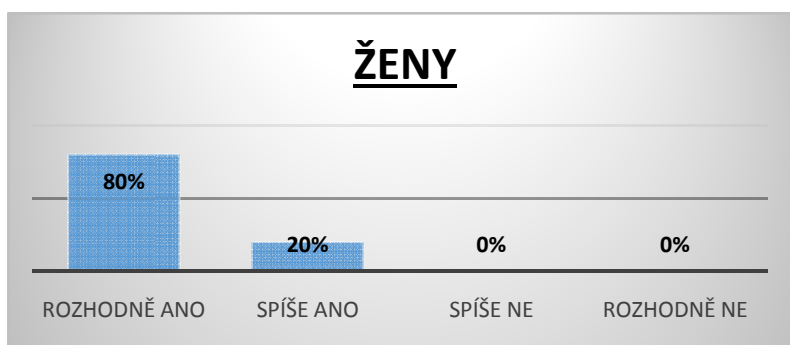 ŽENY
80%
20%
0%
0%
ROZHODNĚ ANO
SPÍŠE ANO
SPÍŠE NE
ROZHODNĚ NE